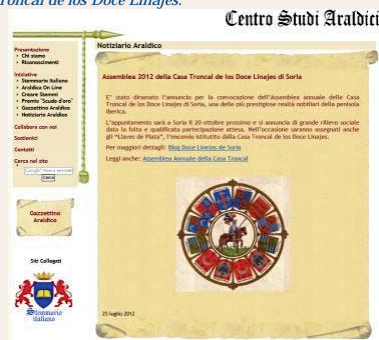 Troncal de los Doce Linajes.
Centro Studi Araldici
Presentazione
Chi siamo
Riconoscimenti
Iniziative
Stemmario Italiano
Araldica On Line
Creare Stemmi
Premio "Scudo d'oro"
Gazzettino Araldico
Notiziario Araldico
Collabora con noi
Sostienici
Contatti
Cerca nel sito
Cerca
Gazzettino
Araldico
Siti Collegati
Stemmario
italiano
Notiziario Araldico
Assemblea 2012 della Casa Troncal de los Doce Linajes di Soria
E' stato diramato l'annuncio per la convocazione dell'Assemblea annuale delle Casa
Troncal de los Doce Linajes di Soria, una delle più prestigiose realtà nobiliari della penisola
iberica.
L'appuntamento sarà a Soria il 20 ottobre prossimo e si annuncia di grande rilievo sociale
data la folta e qualificata partecipazione attesa. Nell'occasione saranno assegnati anche
gli "Llaves de Plata", l'encomio istituito dalla Casa Troncal de los Doce Linajes.
Per maggiori dettagli: Blog Doce Linajes de Soria
Leggi anche: Assemblea Annuale della Casa Troncal
25 luglio 2012